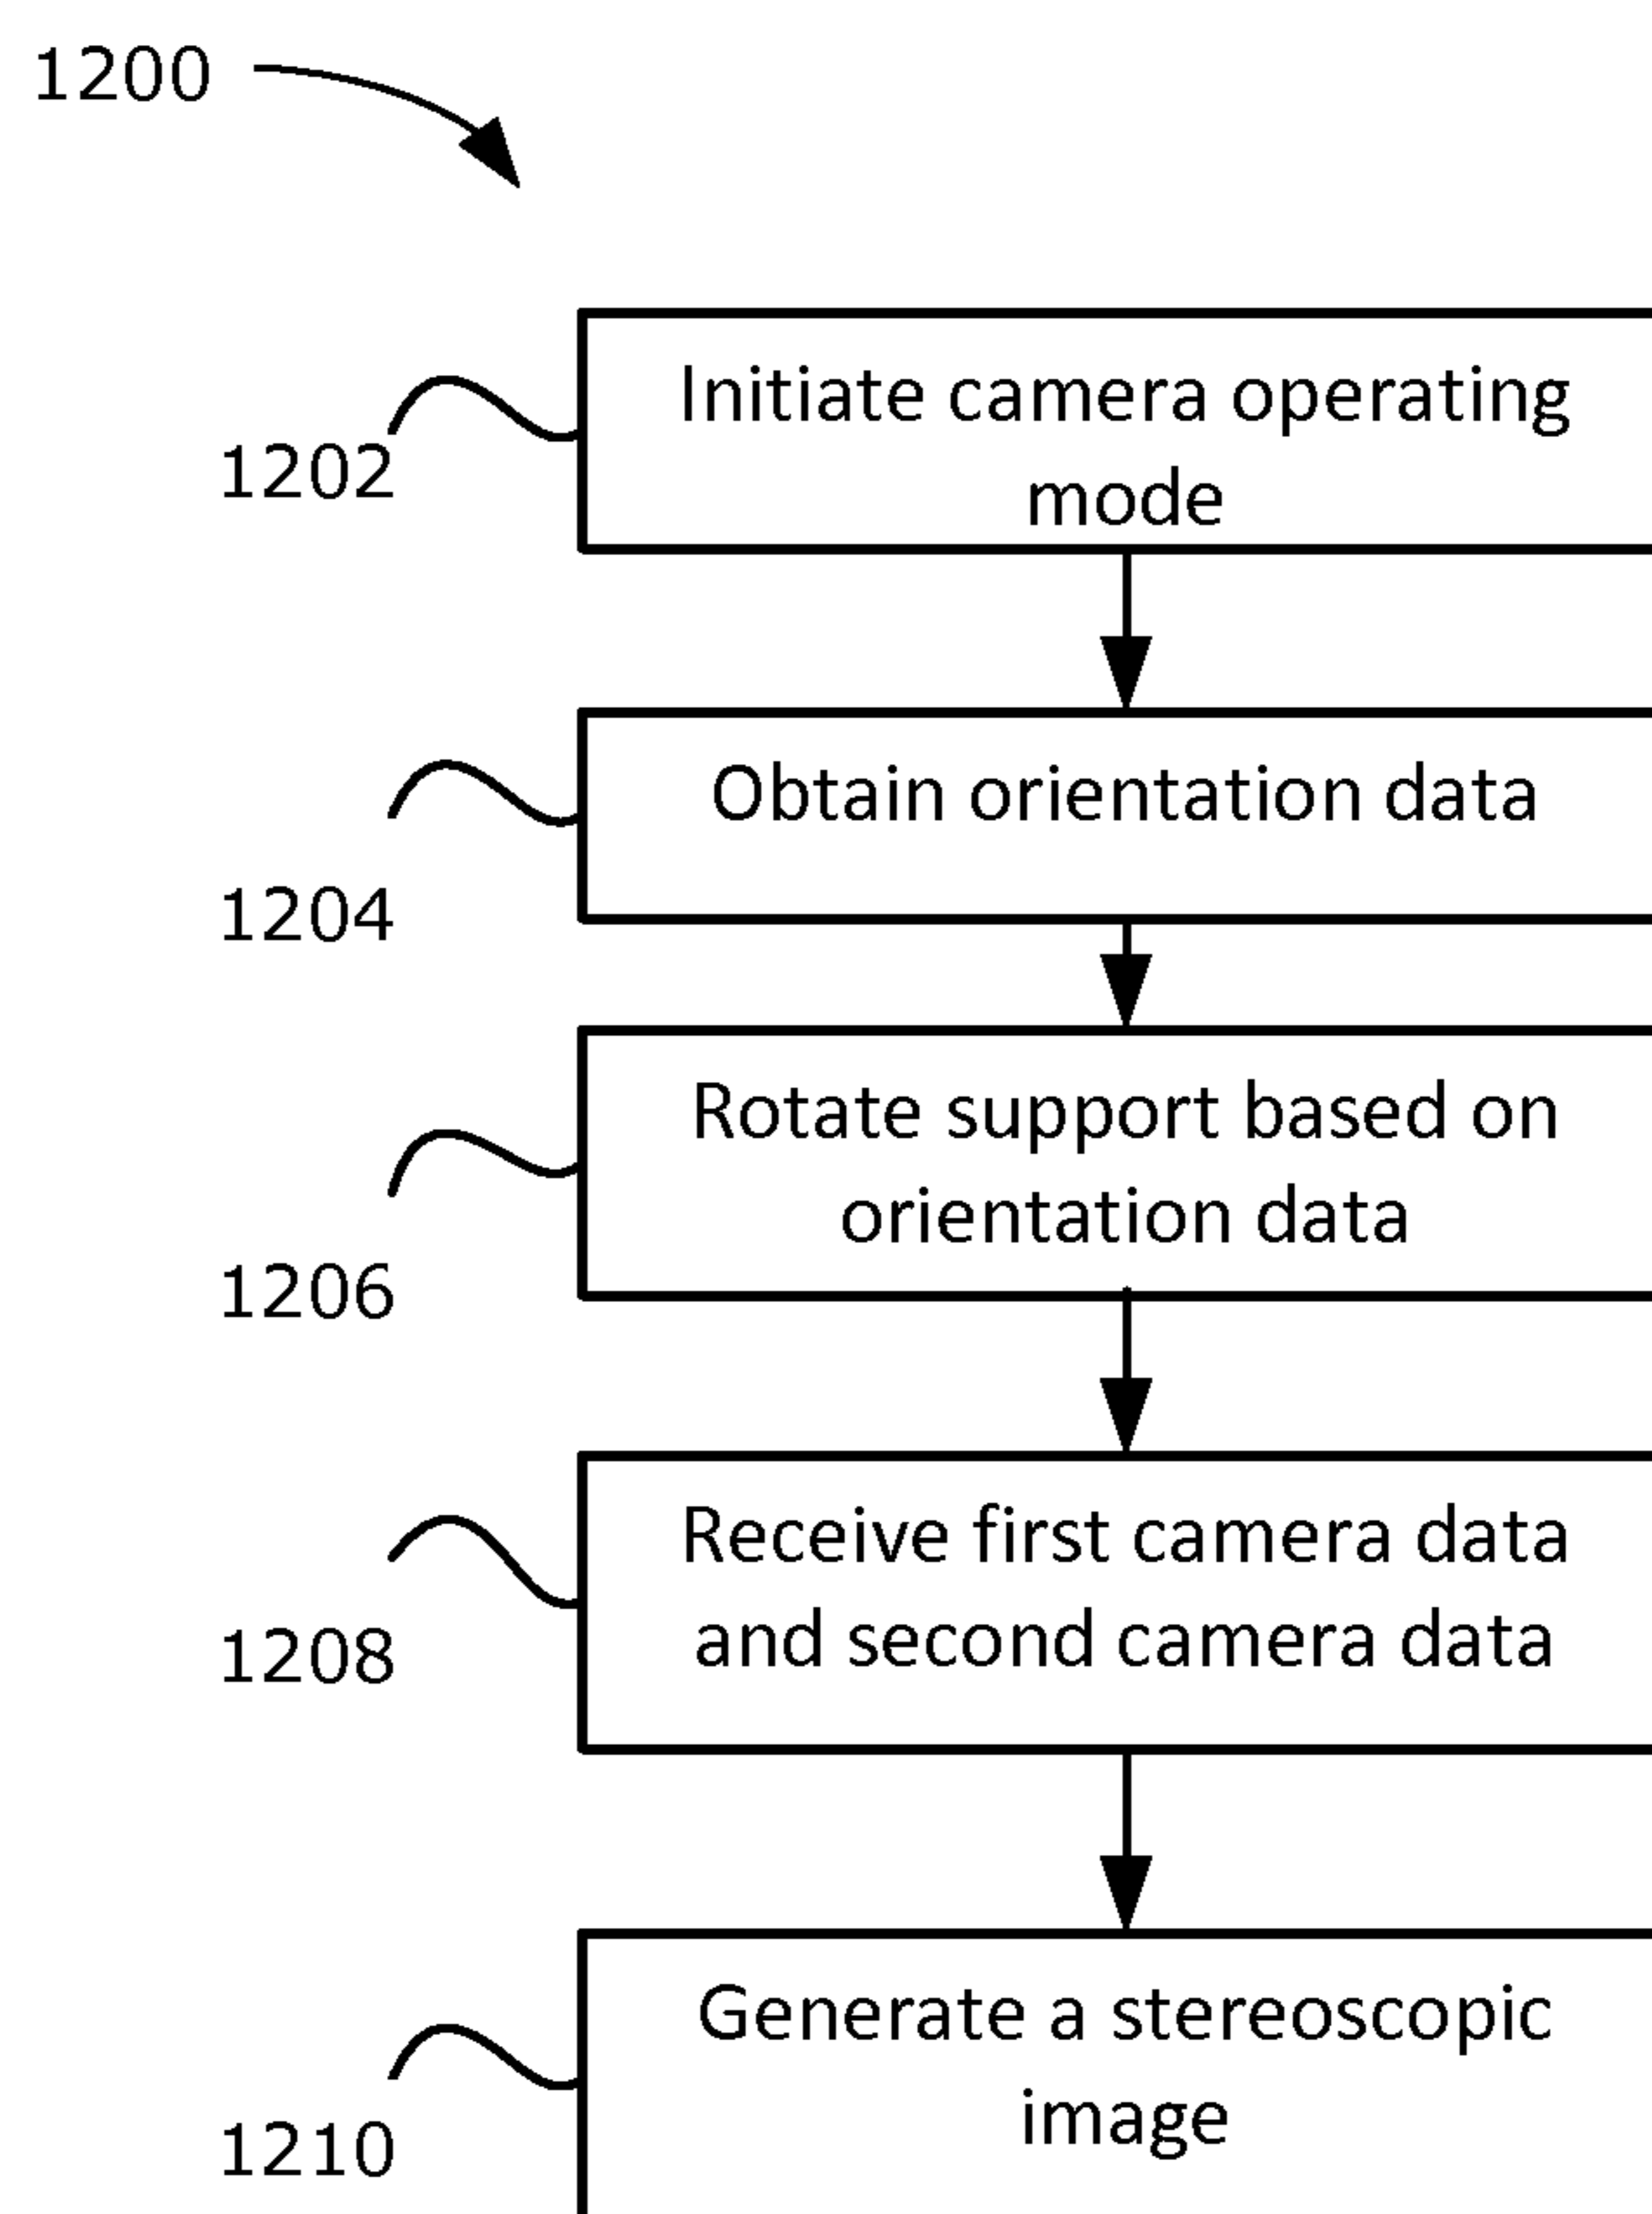 1200
Initiate camera operating
mode
1202
Obtain orientation data
1204
Rotate support based on
orientation data
1206
Receive first camera data
and second camera data
1208
Generate a stereoscopic
image
1210